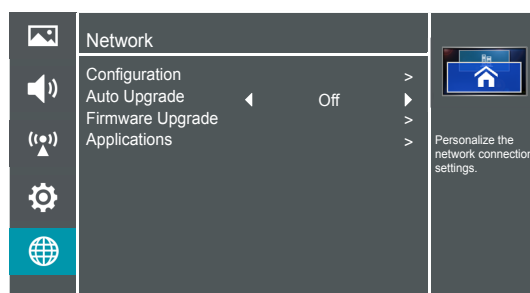 Network
Configuration >
Auto Upgrade Off
Firmware Upgrade >
Applications >
Personalize the
network connection
settings.